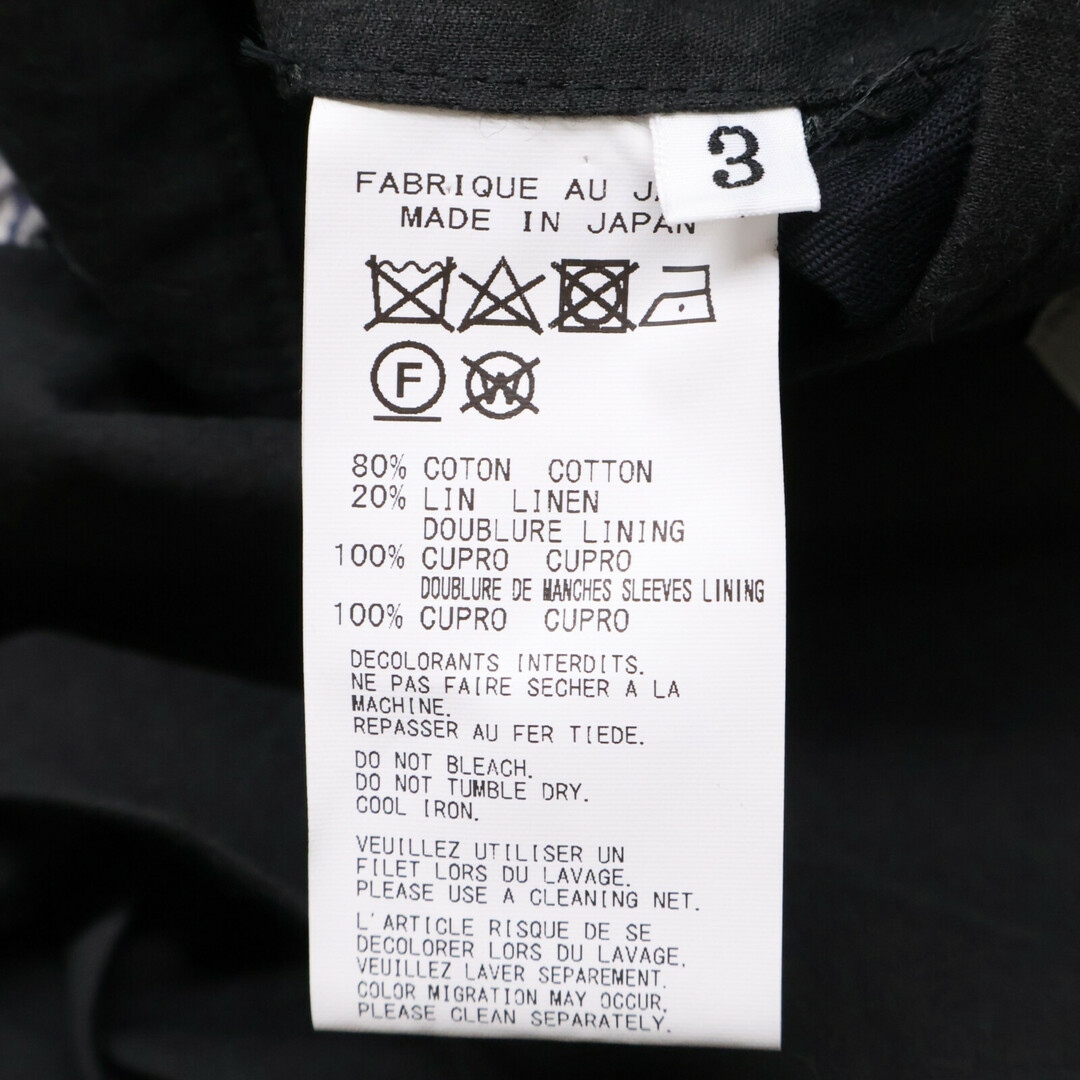 3
FABRIQUE AU
MADE IN JAPAN
F
W
80% COTON COTTON
20% LIN LINEN
DOUBLURE LINING
100% CUPRO CUPRO
DOUBLURE DE MANCHES SLEEVES LINING
100% CUPRO CUPRO
DECOLORANTS INTERDITS.
NE PAS FAIRE SECHER A LA
MACHINE.
REPASSER AU FER TIEDE.
DO NOT BLEACH.
DO NOT TUMBLE DRY.
COOL IRON.
VEUILLEZ UTILISER UN
FILET LORS DU LAVAGE.
PLEASE USE A CLEANING NET.
L'ARTICLE RISQUE DE SE
DECOLORER LORS DU LAVAGE.
VEUILLEZ LAVER SEPAREMENT.
COLOR MIGRATION MAY OCCUR.
PLEASE CLEAN SEPARATELY.